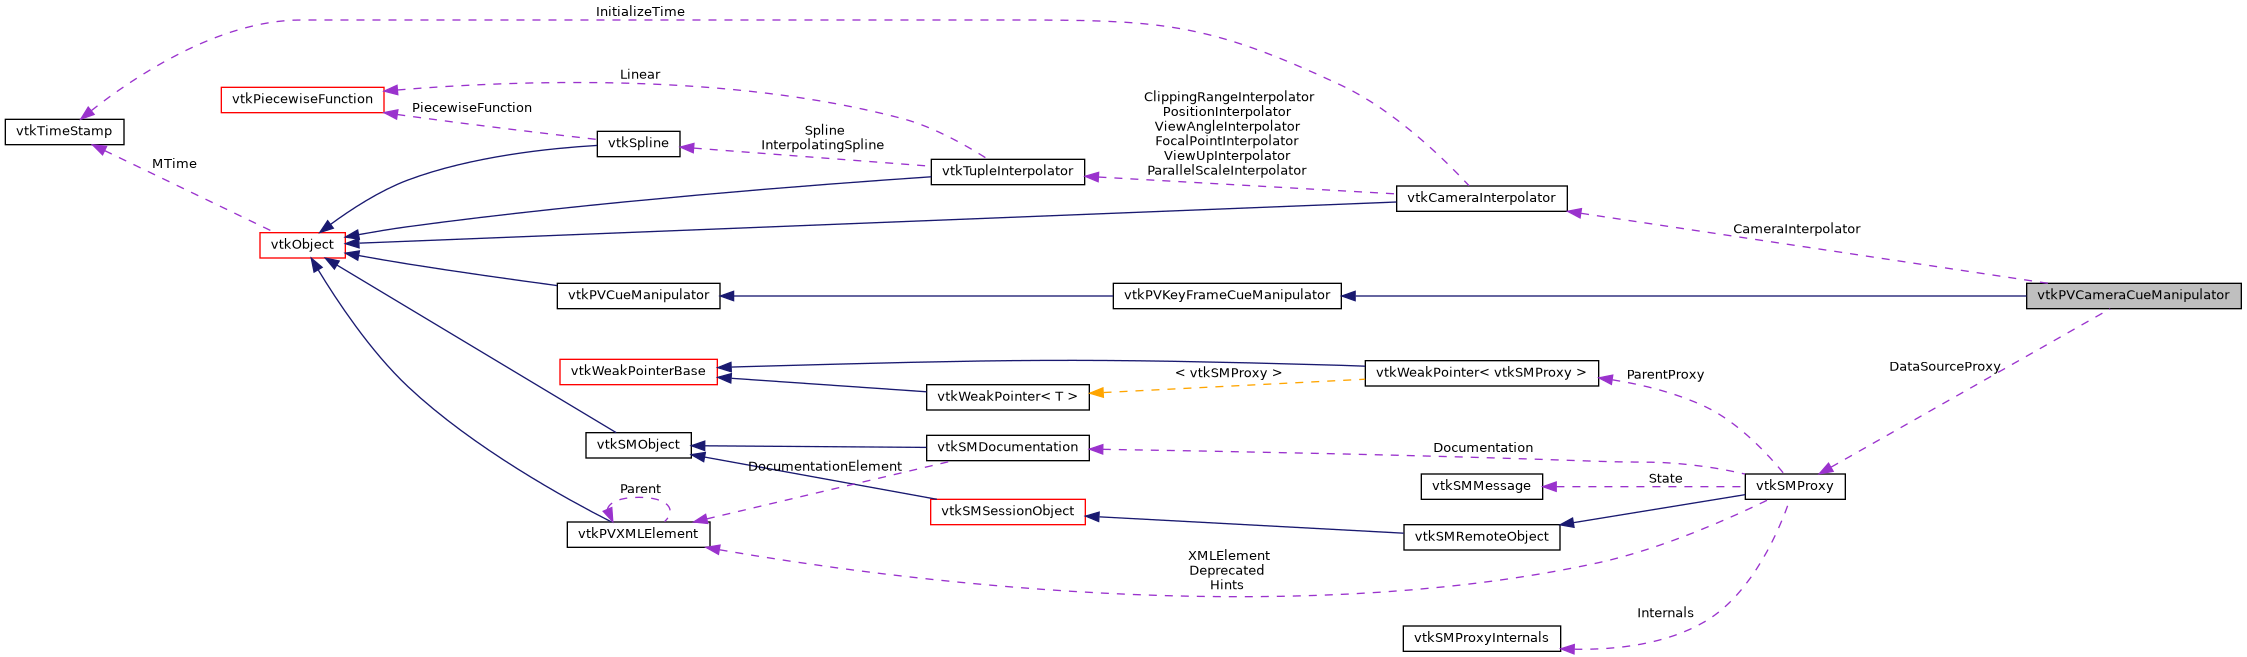 InitializeTime
Linear
vtkPiecewiseFunction
PiecewiseFunction
ClippingRangeInterpolator
PositionInterpolator
ViewAngleInterpolator
FocalPointInterpolator
ViewUpInterpolator
ParallelScaleInterpolator
vtkTimeStamp
Spline
InterpolatingSpline
vtkSpline
MTime
vtkTupleInterpolator
vtkCameraInterpolator
CameraInterpolator
vtkObject
vtkPVCueManipulator
vtkPVKeyFrameCueManipulator
vtkPVCameraCueManipulator
vtkWeakPointerBase
< vtkSMProxy >
vtkWeakPointer< vtkSMProxy >
ParentProxy
DataSourceProxy
vtkWeakPointer< T >
vtkSMObject
vtkSMDocumentation
Documentation
DocumentationElement
State
vtkSMMessage
vtkSMProxy
Parent
vtkSMSessionObject
vtkPVXMLElement
vtkSMRemoteObject
XMLElement
Deprecated
Hints
Internals
vtkSMProxyInternals